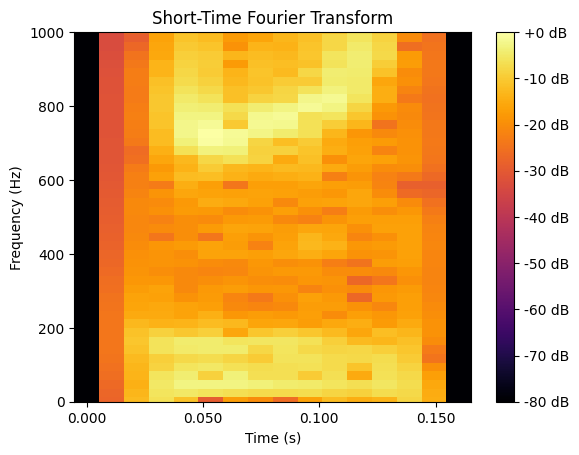 Short-Time Fourier Transform
1000
800
600
400
200
0
Frequency (Hz)
0.000
0.050
0.100
0.150
Time (s)
+0 dB
-10 dB
-20 dB
-30 dB
-40 dB
-50 dB
-60 dB
-70 dB
-80 dB